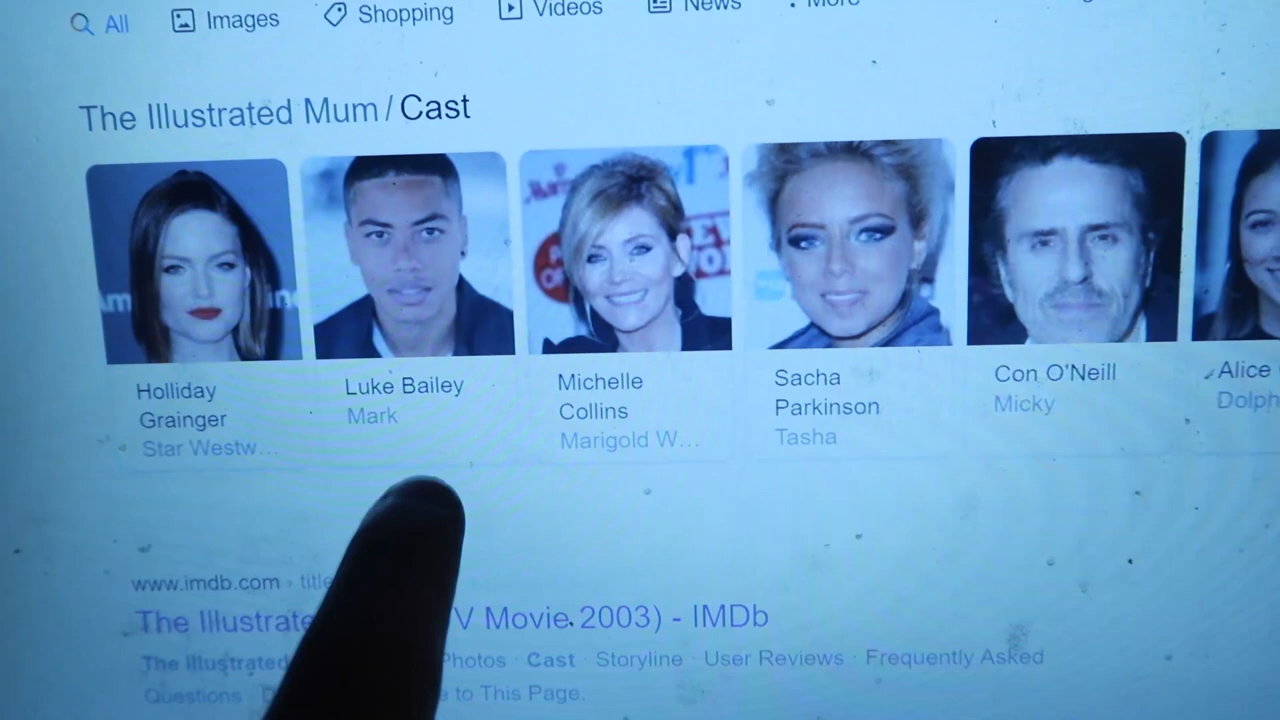 All Images Shopping Videos News More
The Illustrated Mum / Cast
Holliday
Grainger
Star Westw...
Luke Bailey
Mark
Michelle
Collins
Marigold W...
Sacha
Parkinson
Tasha
Con O'Neill
Micky
Alice
Dolph
www.imdb.com › title
The Illustrate V Movie 2003) - IMDb
The Illustrated Photos · Cast · Storyline · User Reviews · Frequently Asked
Questions to This Page.